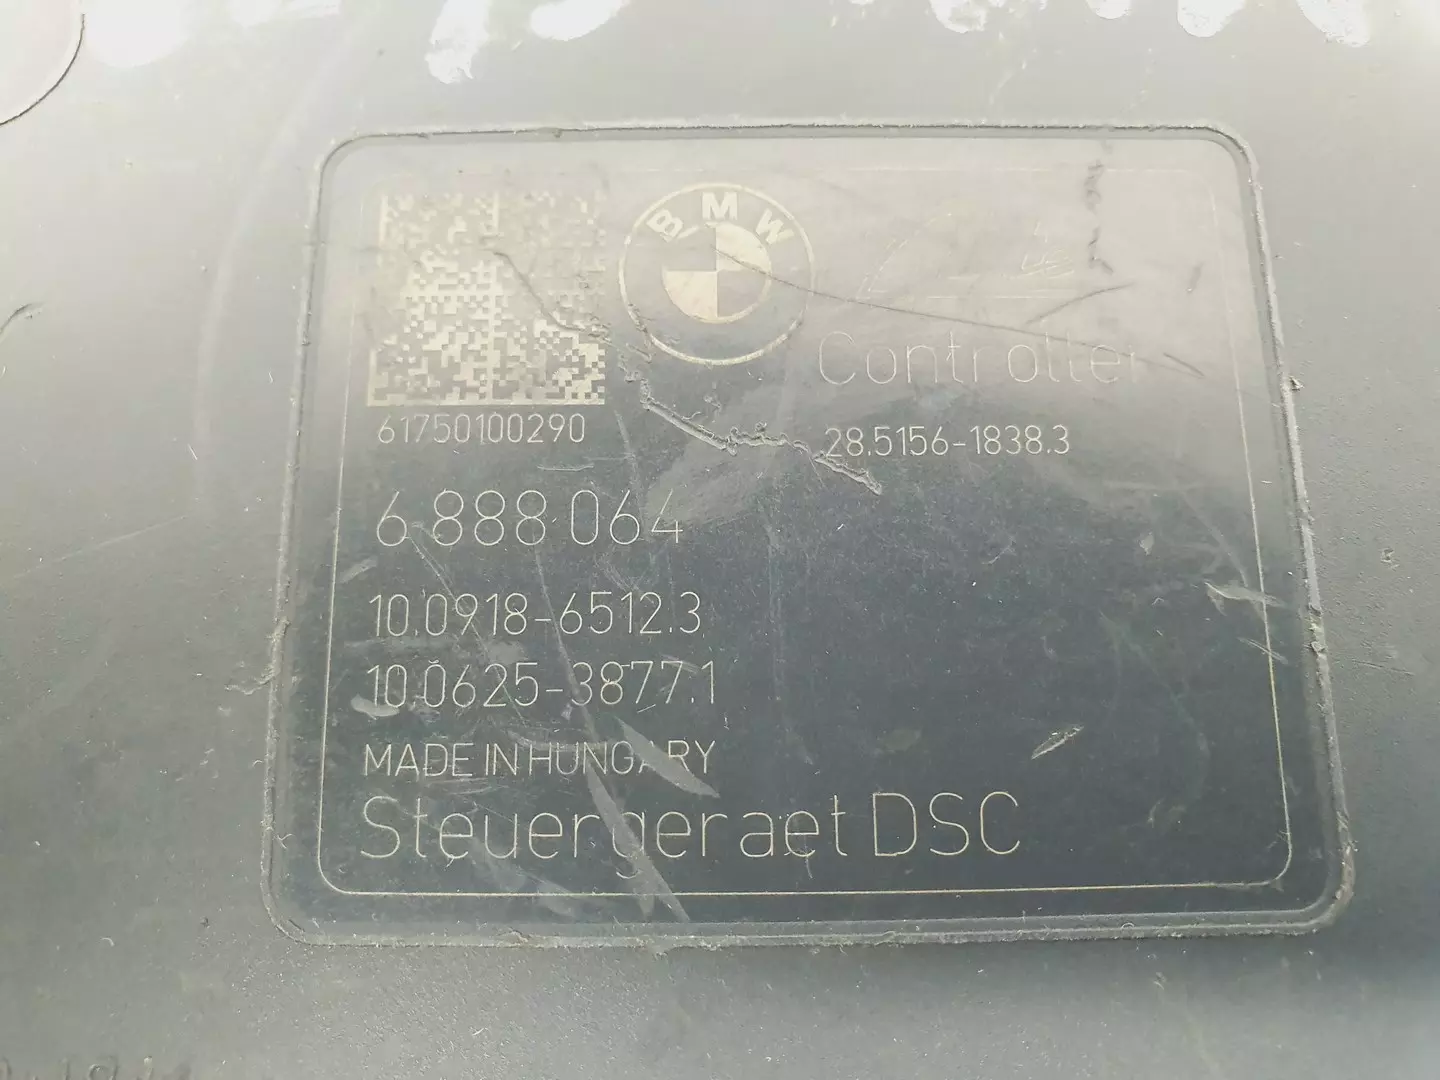 BMW
Controller
61750100290
28.5156-1838.3
6 888 064
10.0918-6512.3
10.0625-3877.1
MADE IN HUNGARY
Steuergeraet DSC